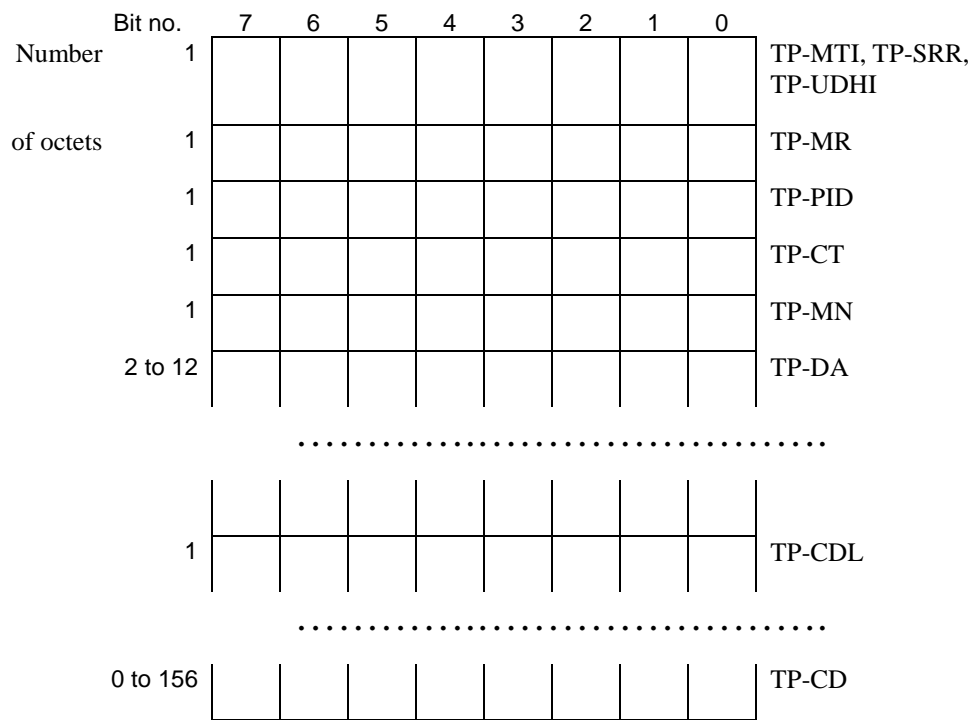 Bit no. 7 6 5 4 3 2 1 0
Number 1 TP-MTI, TP-SRR,
TP-UDHI
of octets 1 TP-MR
1 TP-PID
1 TP-CT
1 TP-MN
2 to 12 TP-DA
1 TP-CDL
0 to 156 TP-CD